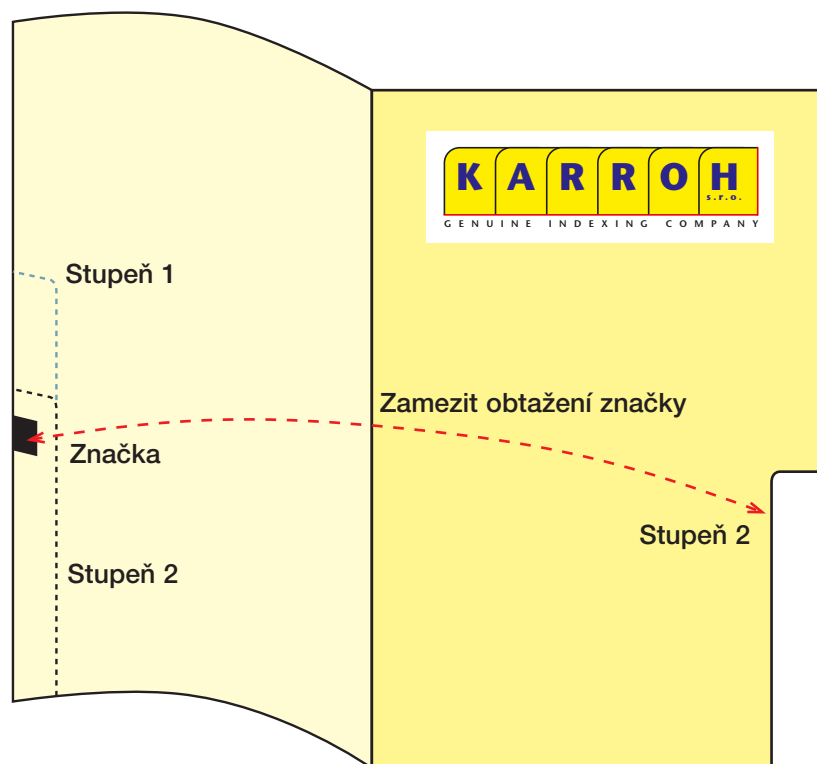 KARROH
s.r.o.
GENUINE INDEXING COMPANY
Stupeň 1
Zamezit obtažení značky
Značka
Stupeň 2
Stupeň 2